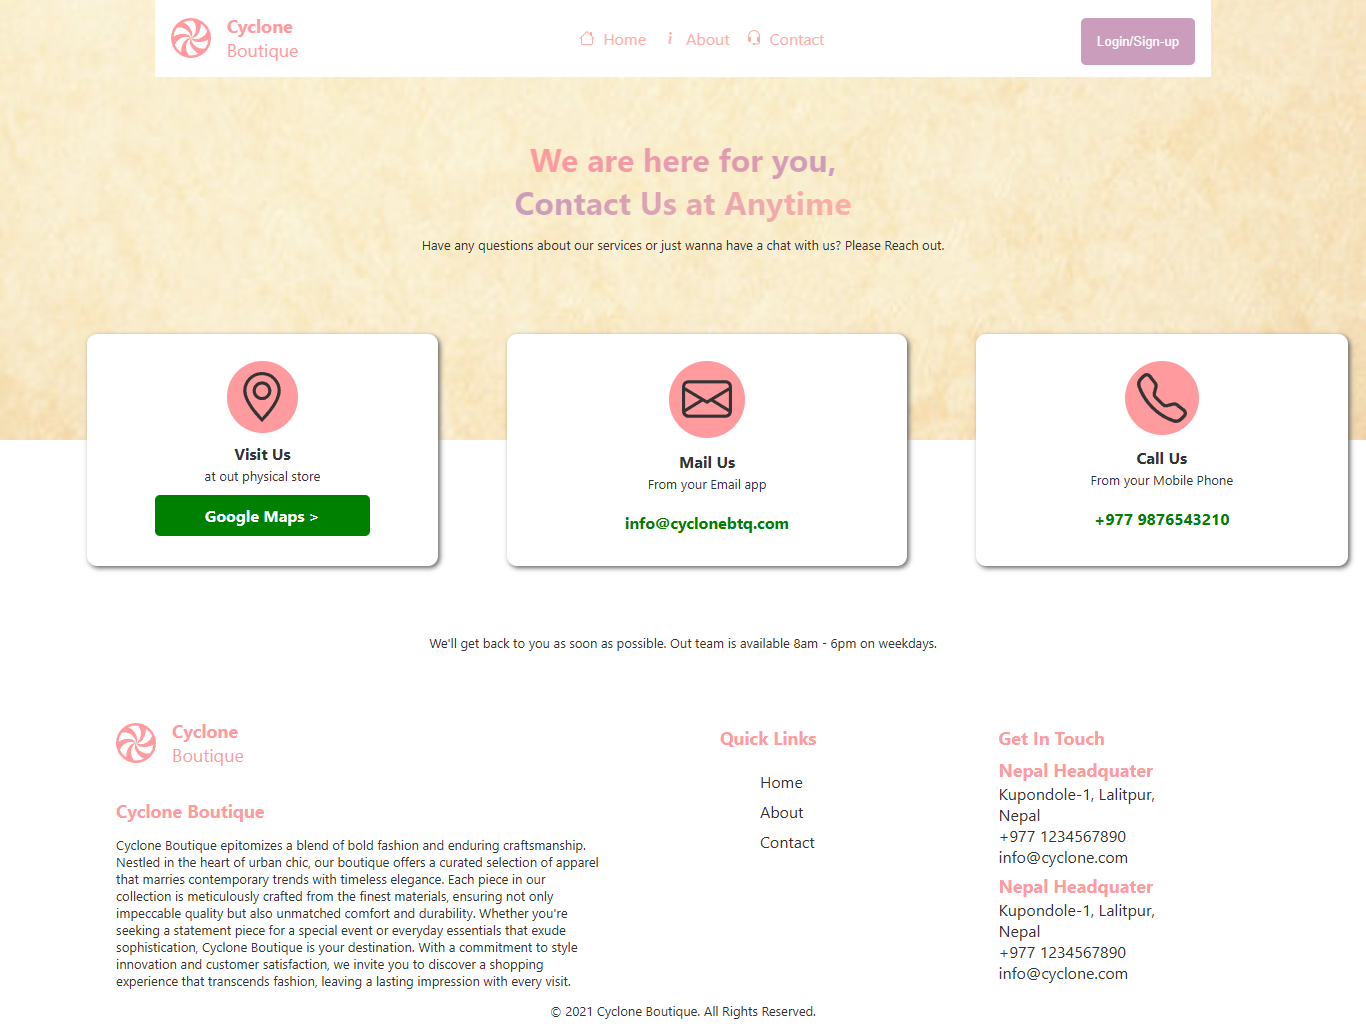 Cyclone
Boutique
Home
About
Contact
Login/Sign-up
We are here for you,
Contact Us at Anytime
Have any questions about our services or just wanna have a chat with us? Please Reach out.
Visit Us
at out physical store
Google Maps >
Mail Us
From your Email app
info@cyclonebtq.com
Call Us
From your Mobile Phone
+977 9876543210
We'll get back to you as soon as possible. Out team is available 8am - 6pm on weekdays.
Cyclone
Boutique
Cyclone Boutique
Cyclone Boutique epitomizes a blend of bold fashion and enduring craftsmanship.
Nestled in the heart of urban chic, our boutique offers a curated selection of apparel
that marries contemporary trends with timeless elegance. Each piece in our
collection is meticulously crafted from the finest materials, ensuring not only
impeccable quality but also unmatched comfort and durability. Whether you're
seeking a statement piece for a special event or everyday essentials that exude
sophistication, Cyclone Boutique is your destination. With a commitment to style
innovation and customer satisfaction, we invite you to discover a shopping
experience that transcends fashion, leaving a lasting impression with every visit.
Quick Links
Home
About
Contact
Get In Touch
Nepal Headquater
Kupondole-1, Lalitpur,
Nepal
+977 1234567890
info@cyclone.com
Nepal Headquater
Kupondole-1, Lalitpur,
Nepal
+977 1234567890
info@cyclone.com
© 2021 Cyclone Boutique. All Rights Reserved.